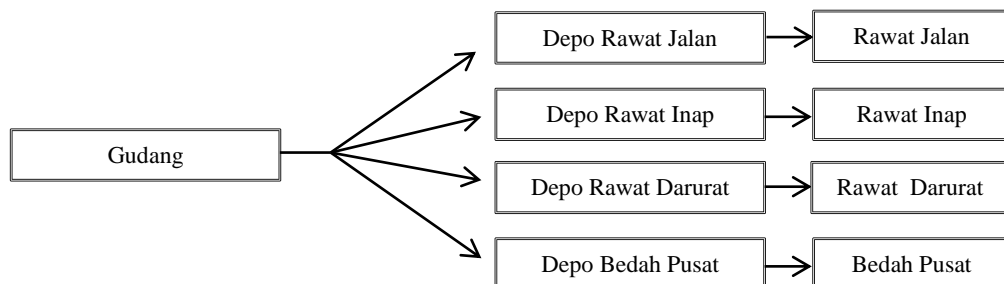 Gudang
Depo Rawat Jalan
Rawat Jalan
Depo Rawat Inap
Rawat Inap
Depo Rawat Darurat
Rawat  Darurat
Depo Bedah Pusat
Bedah Pusat